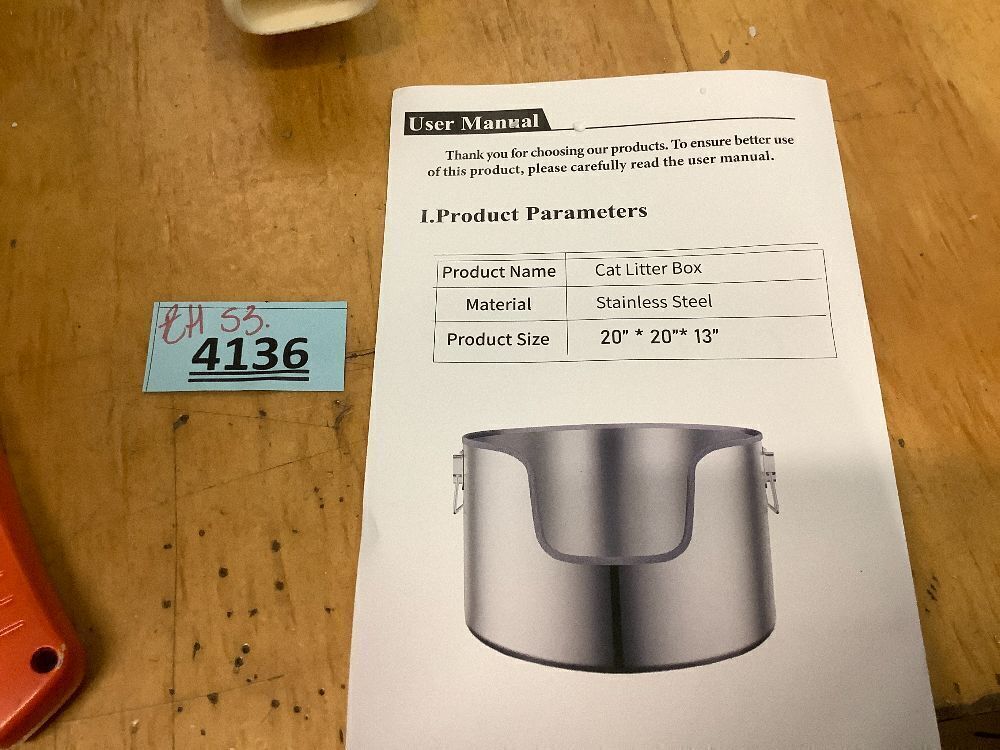 User Manual
Thank you for choosing our products. To ensure better use
of this product, please carefully read the user manual.
I.Product Parameters
Product Name Cat Litter Box
Material Stainless Steel
Product Size 20" * 20"* 13"
EH 53.
4136